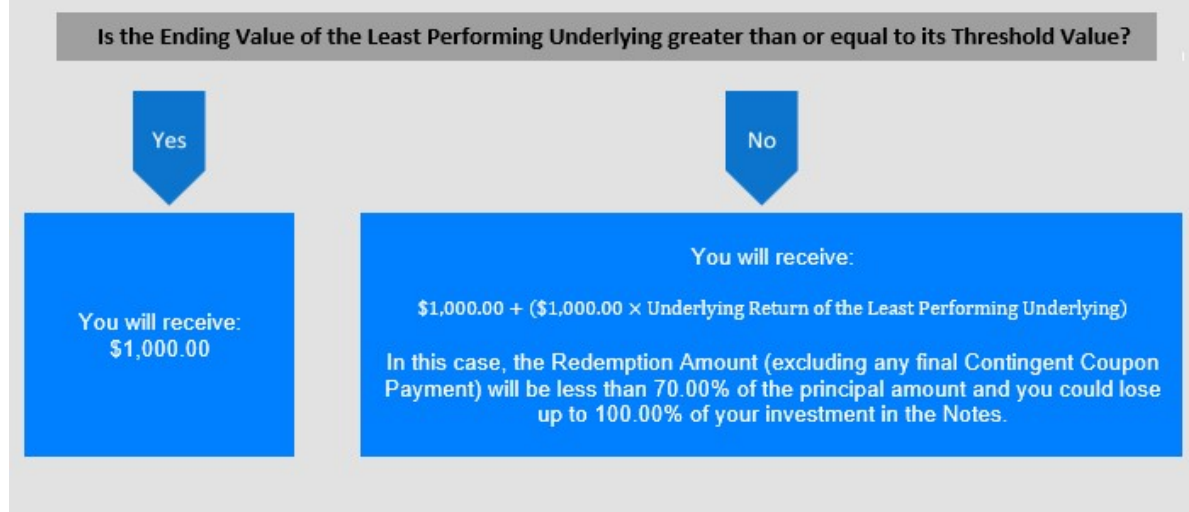 Is the Ending Value of the Least Performing Underlying greater than or equal to its Threshold Value?
Yes
No
You will receive:
$1,000.00
You will receive:
$1,000.00 + ($1,000.00 × Underlying Return of the Least Performing Underlying)
In this case, the Redemption Amount (excluding any final Contingent Coupon
Payment) will be less than 70.00% of the principal amount and you could lose
up to 100.00% of your investment in the Notes.